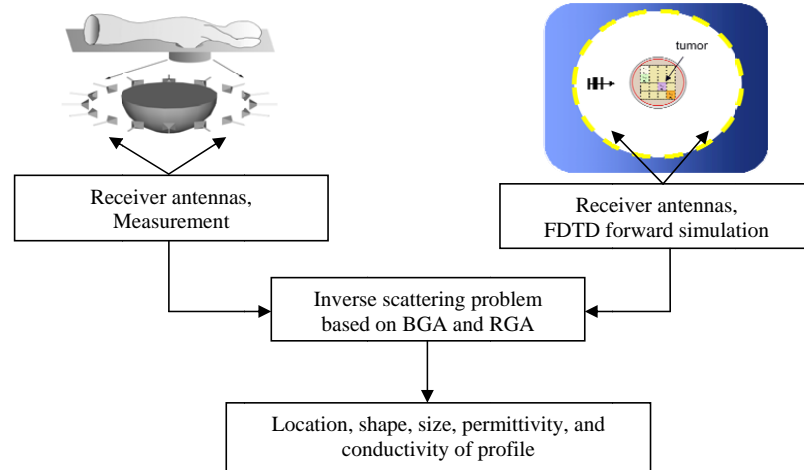 tumor
Receiver antennas,
Measurement
Receiver antennas,
FDTD forward simulation
Inverse scattering problem
based on BGA and RGA
Location, shape, size, permittivity, and
conductivity of profile